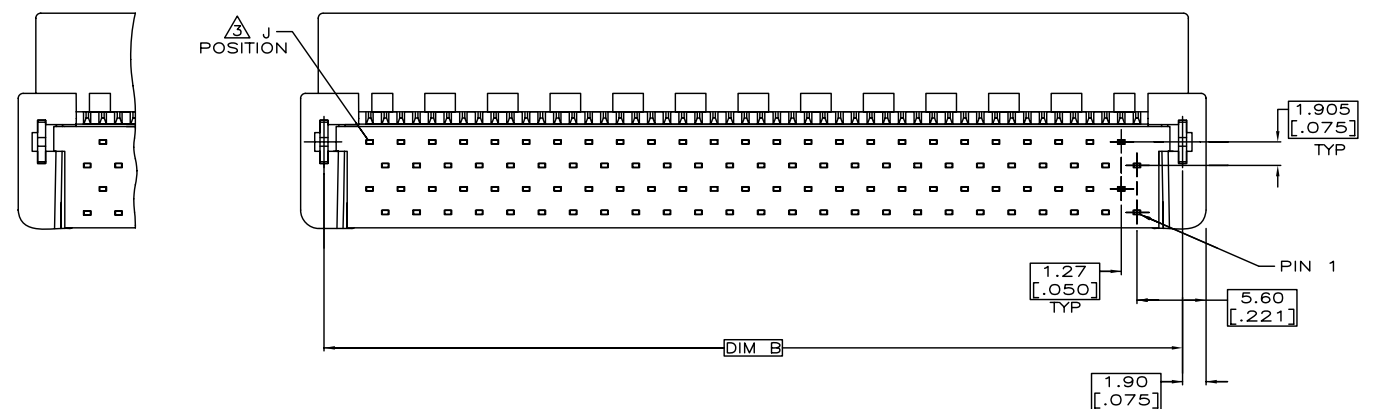 3 J
POSITION
1.905
[.075]
TYP
PIN 1
1.27
[.050]
TYP
5.60
[.221]
DIM B
1.90
[.075]